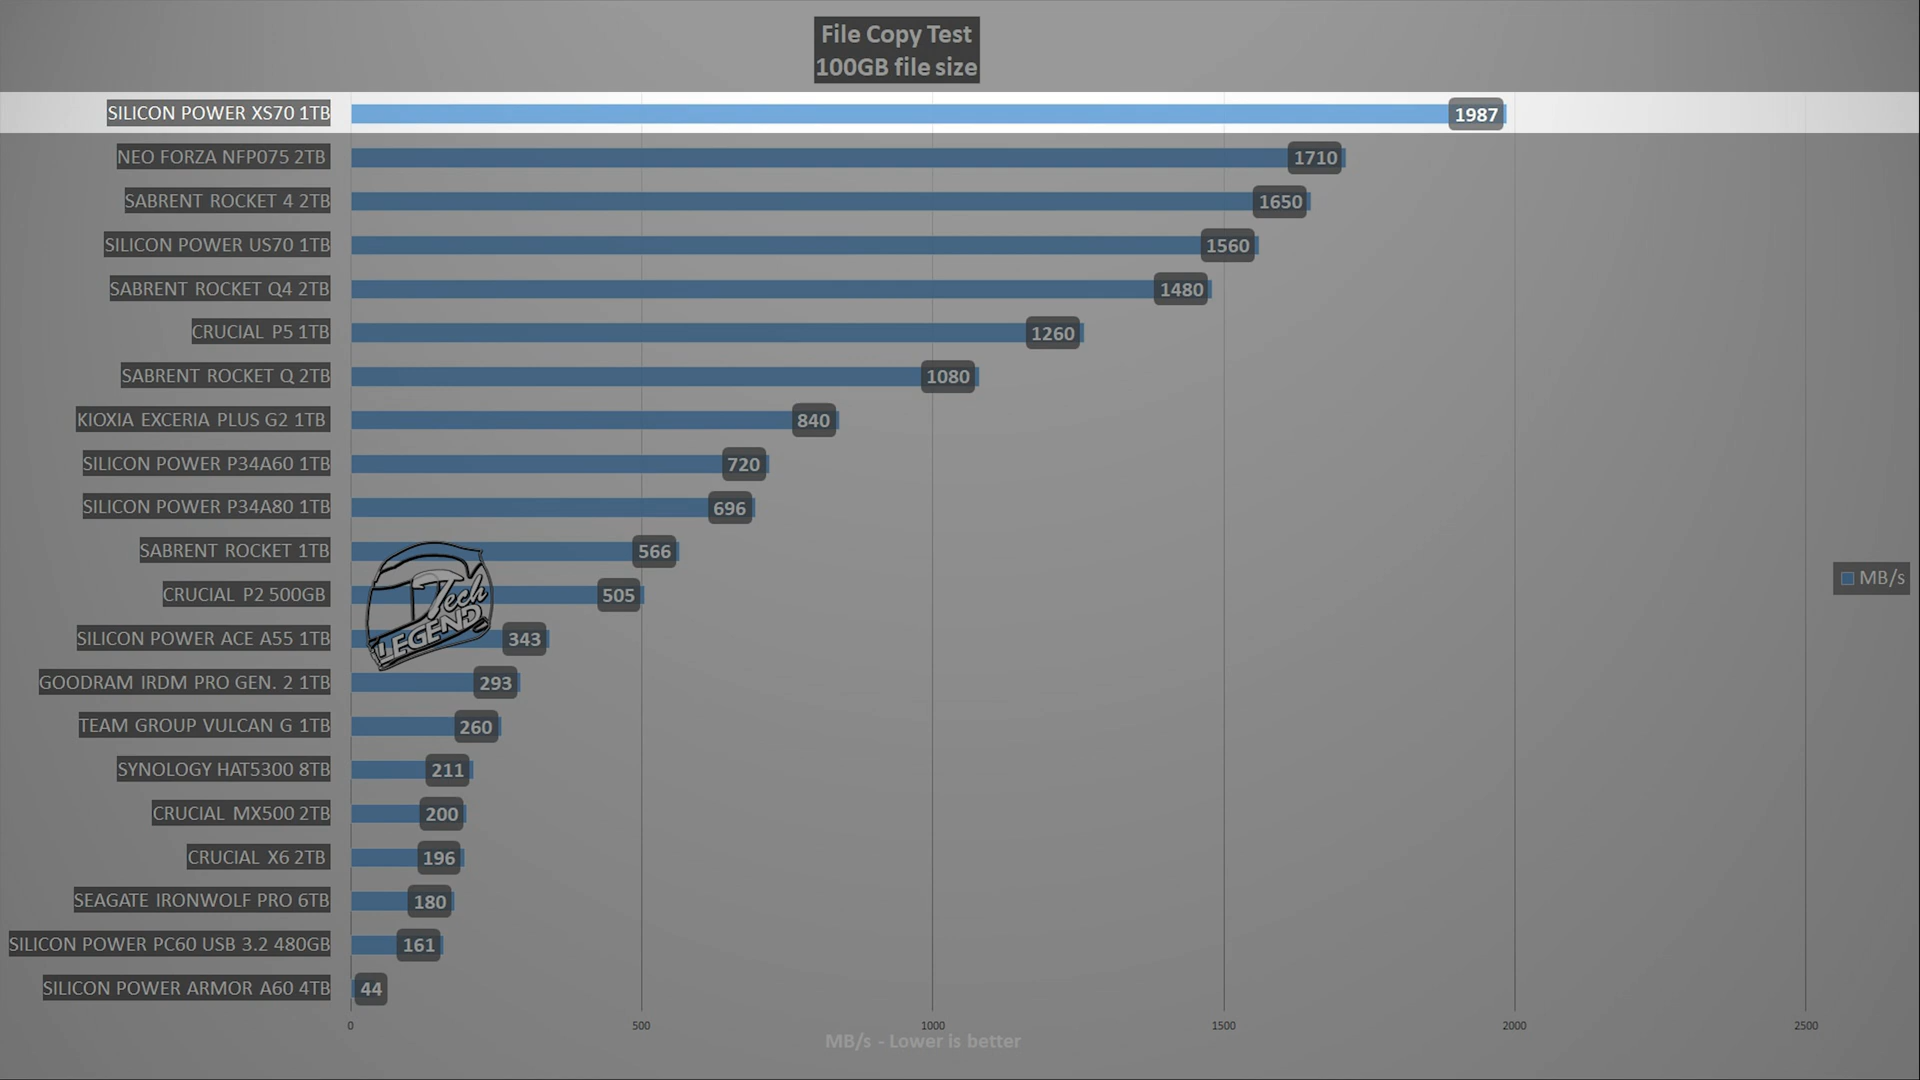 File Copy Test
100GB file size
SILICON POWER XS70 1TB 1987
NEO FORZA NFP075 2TB 1710
SABRENT ROCKET 4 2TB 1650
SILICON POWER US70 1TB 1560
SABRENT ROCKET Q4 2TB 1480
CRUCIAL P5 1TB 1260
SABRENT ROCKET Q 2TB 1080
KIOXIA EXCERIA PLUS G2 1TB 840
SILICON POWER P34A60 1TB 720
SILICON POWER P34A80 1TB 696
SABRENT ROCKET 1TB 566
CRUCIAL P2 500GB 505
SILICON POWER ACE A55 1TB 343
GOODRAM IRDM PRO GEN. 2 1TB 293
TEAM GROUP VULCAN G 1TB 260
SYNOLOGY HAT5300 8TB 211
CRUCIAL MX500 2TB 200
CRUCIAL X6 2TB 196
SEAGATE IRONWOLF PRO 6TB 180
SILICON POWER PC60 USB 3.2 480GB 161
SILICON POWER ARMOR A60 4TB 44
Tech
LEGEND
MB/s
0 500 1000 1500 2000 2500
MB/s - Lower is better